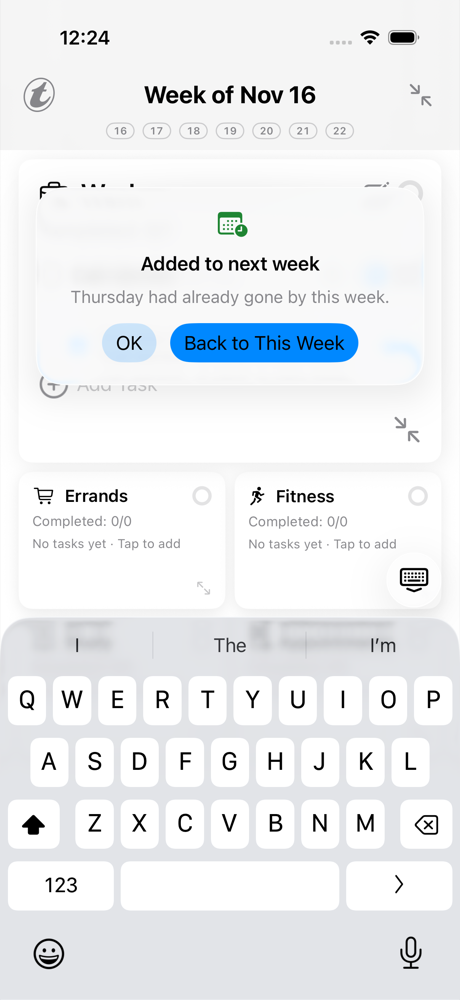 12:24
Week of Nov 16
16 17 18 19 20 21 22
Added to next week
Thursday had already gone by this week.
OK Back to This Week
Add Task
Errands
Completed: 0/0
No tasks yet · Tap to add
Fitness
Completed: 0/0
No tasks yet · Tap to add
I The I’m
Q W E R T Y U I O P
A S D F G H J K L
Z X C V B N M
123